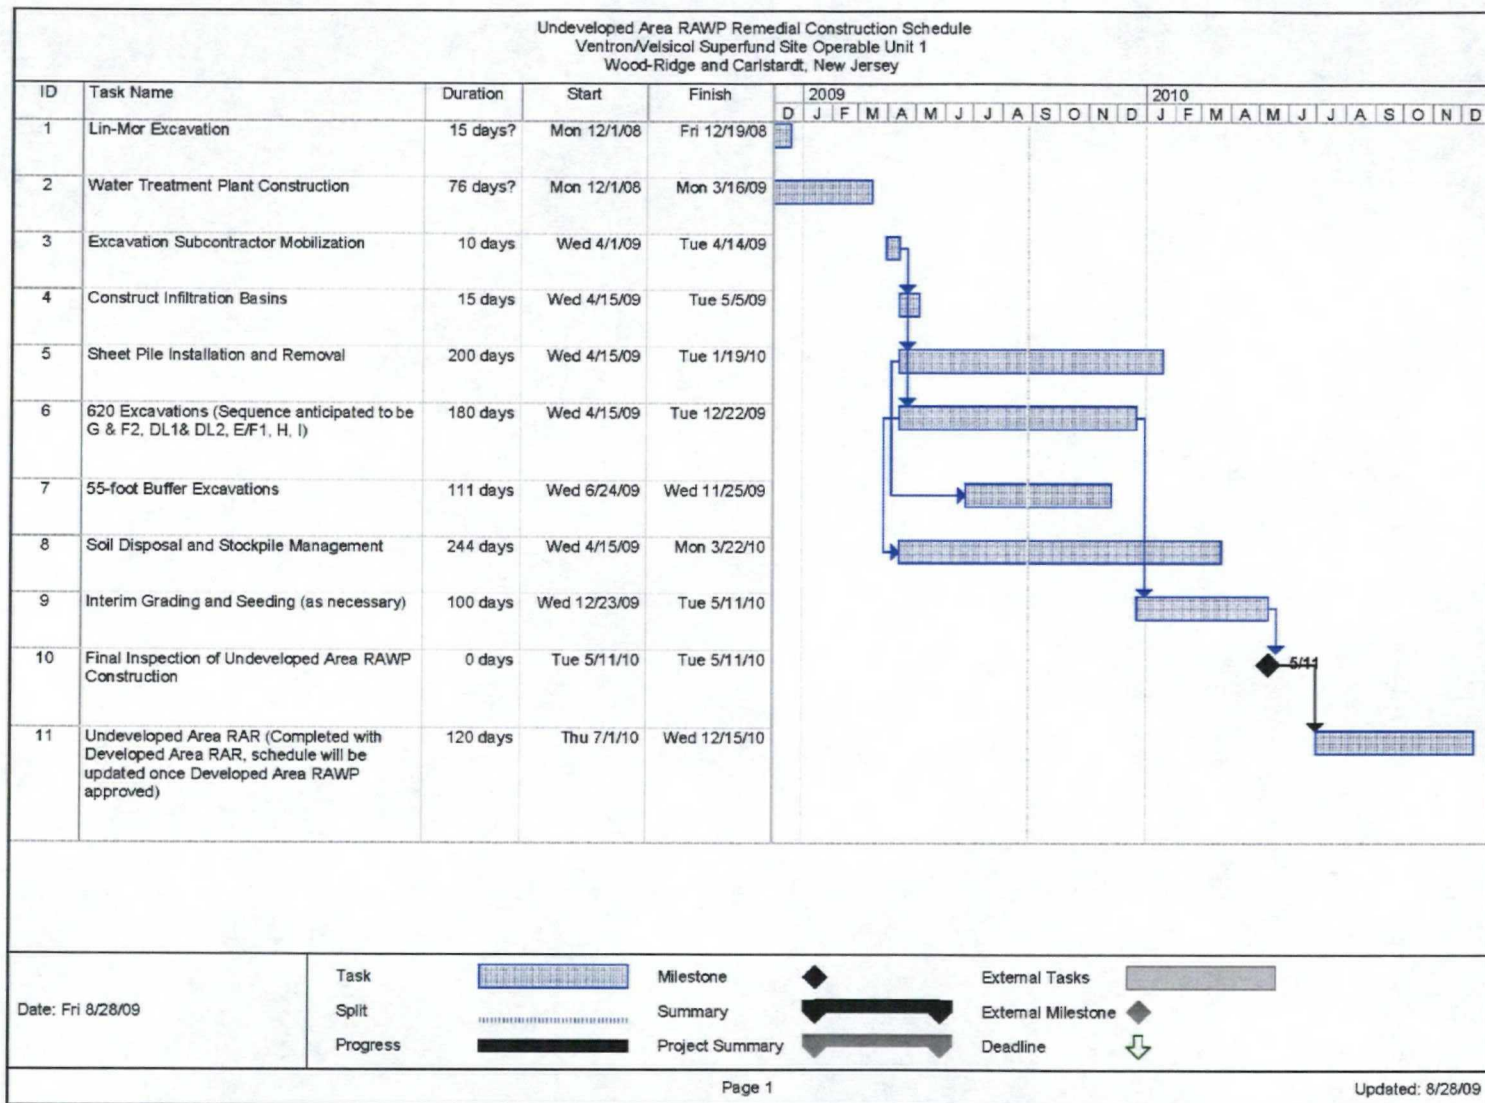 Undeveloped Area RAWP Remedial Construction Schedule
Ventron/Velsicol Superfund Site Operable Unit 1
Wood-Ridge and Carlstardt, New Jersey
ID Task Name Duration Start Finish 2009 2010
D J F M A M J J A S O N D J F M A M J J A S O N D
1 Lin-Mor Excavation 15 days? Mon 12/1/08 Fri 12/19/08
2 Water Treatment Plant Construction 76 days? Mon 12/1/08 Mon 3/16/09
3 Excavation Subcontractor Mobilization 10 days Wed 4/1/09 Tue 4/14/09
4 Construct Infiltration Basins 15 days Wed 4/15/09 Tue 5/5/09
5 Sheet Pile Installation and Removal 200 days Wed 4/15/09 Tue 1/19/10
6 620 Excavations (Sequence anticipated to be 180 days Wed 4/15/09 Tue 12/22/09
G & F2, DL1& DL2, E/F1, H, I)
7 55-foot Buffer Excavations 111 days Wed 6/24/09 Wed 11/25/09
8 Soil Disposal and Stockpile Management 244 days Wed 4/15/09 Mon 3/22/10
9 Interim Grading and Seeding (as necessary) 100 days Wed 12/23/09 Tue 5/11/10
10 Final Inspection of Undeveloped Area RAWP 0 days Tue 5/11/10 Tue 5/11/10 5/11
Construction
11 Undeveloped Area RAR (Completed with 120 days Thu 7/1/10 Wed 12/15/10
Developed Area RAR, schedule will be
updated once Developed Area RAWP
approved)
Task Milestone External Tasks
Date: Fri 8/28/09 Split Summary External Milestone
Progress Project Summary Deadline
Page 1 Updated: 8/28/09